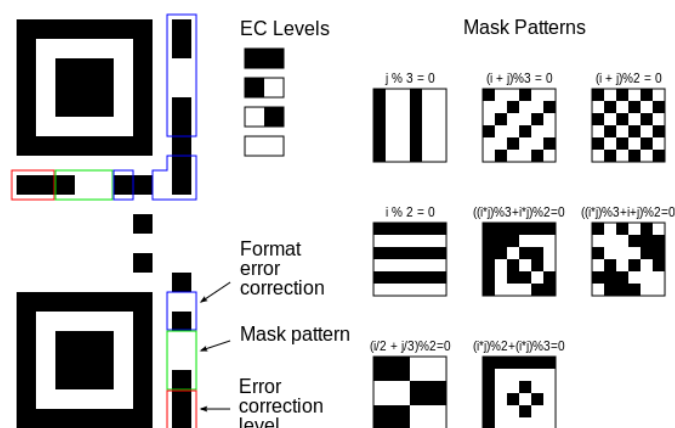 EC Levels
Mask Patterns
j % 3 = 0
(i + j)%3 = 0
(i + j)%2 = 0
i % 2 = 0
((i*j)%3+i*j)%2=0
((i*j)%3+i+j)%2=0
Format
error
correction
Mask pattern
(i/2 + j/3)%2=0
(i*j)%2+(i*j)%3=0
Error
correction
level